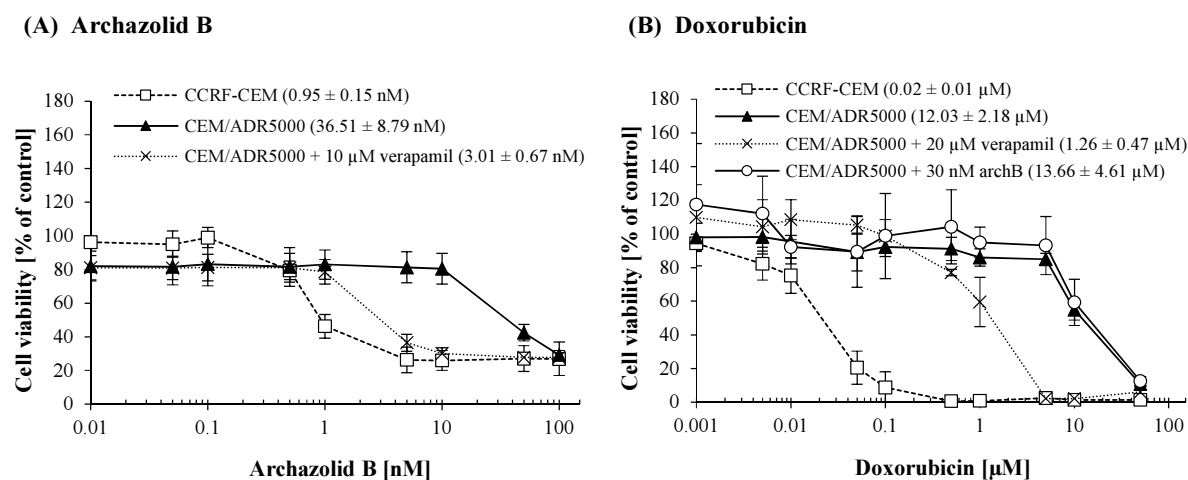 (A) Archazolid B
CCRF-CEM (0.95 ± 0.15 nM)
CEM/ADR5000 (36.51 ± 8.79 nM)
CEM/ADR5000 + 10 µM verapamil (3.01 ± 0.67 nM)
Cell viability [% of control]
180
160
140
120
100
80
60
40
20
0
0.01 0.1 1 10 100
Archazolid B [nM]
(B) Doxorubicin
CCRF-CEM (0.02 ± 0.01 µM)
CEM/ADR5000 (12.03 ± 2.18 µM)
CEM/ADR5000 + 20 µM verapamil (1.26 ± 0.47 µM)
CEM/ADR5000 + 30 nM archB (13.66 ± 4.61 µM)
Cell viability [% of control]
180
160
140
120
100
80
60
40
20
0
0.001 0.01 0.1 1 10 100
Doxorubicin [µM]